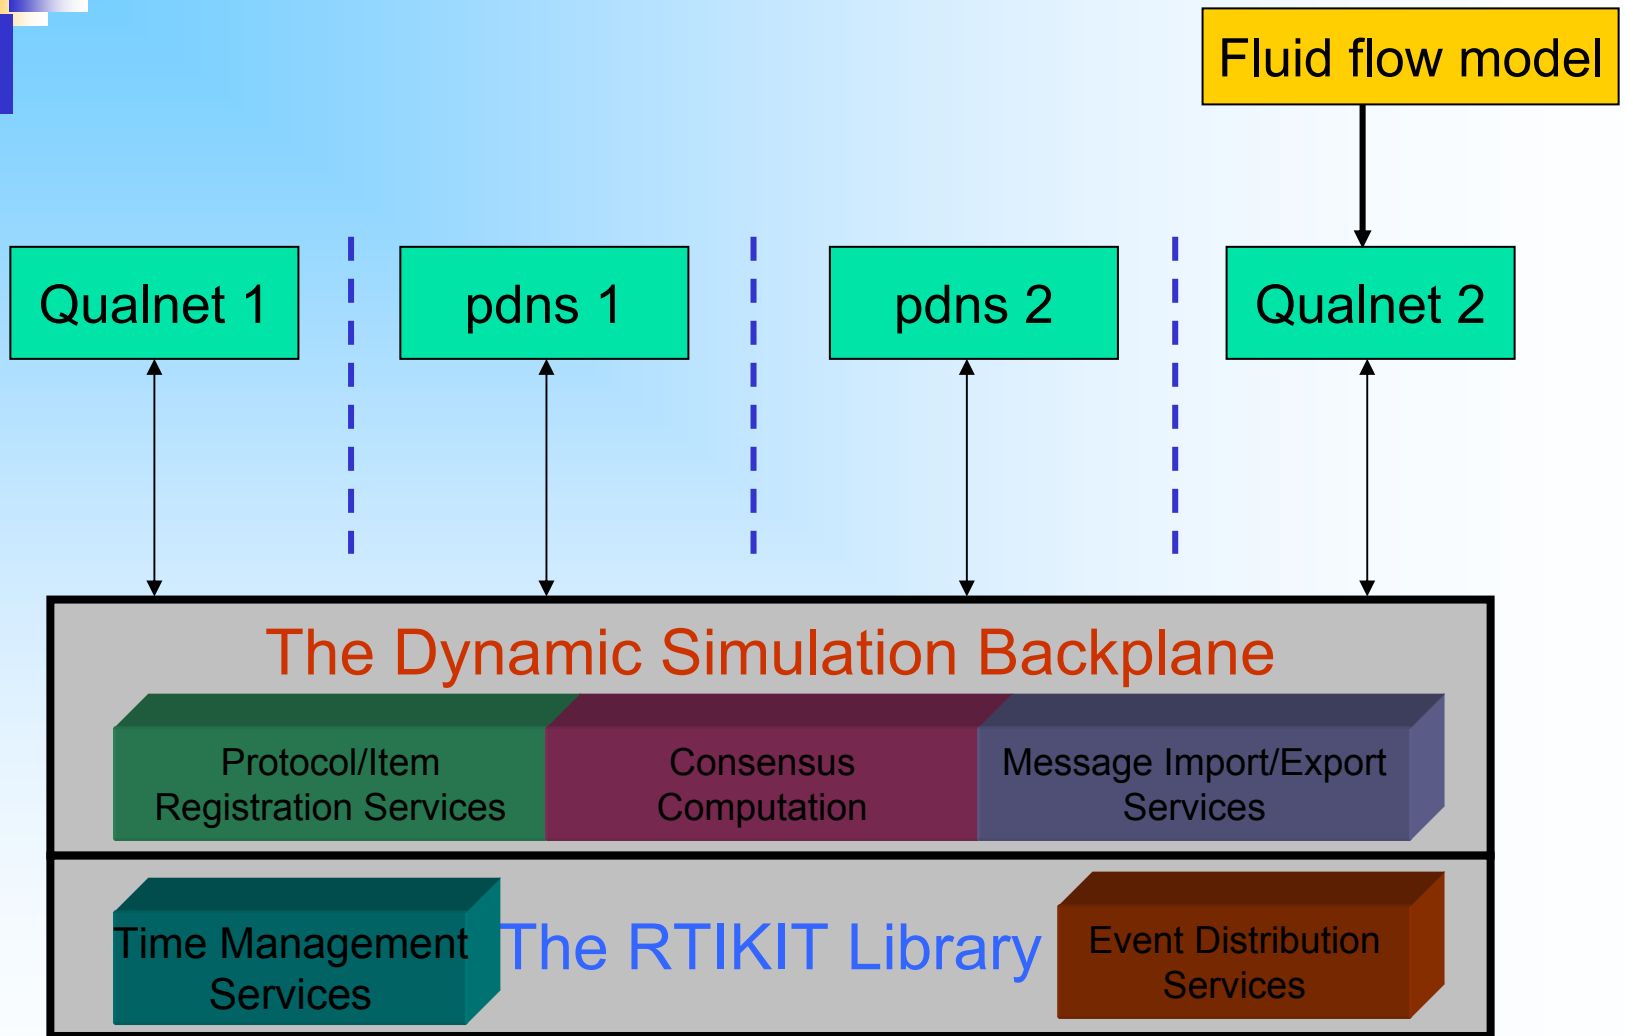 Fluid flow model
Qualnet 1
pdns 1
pdns 2
Qualnet 2
The Dynamic Simulation Backplane
Protocol/Item
Registration Services
Consensus
Computation
Message Import/Export
Services
Time Management
Services
The RTIKIT Library
Event Distribution
Services